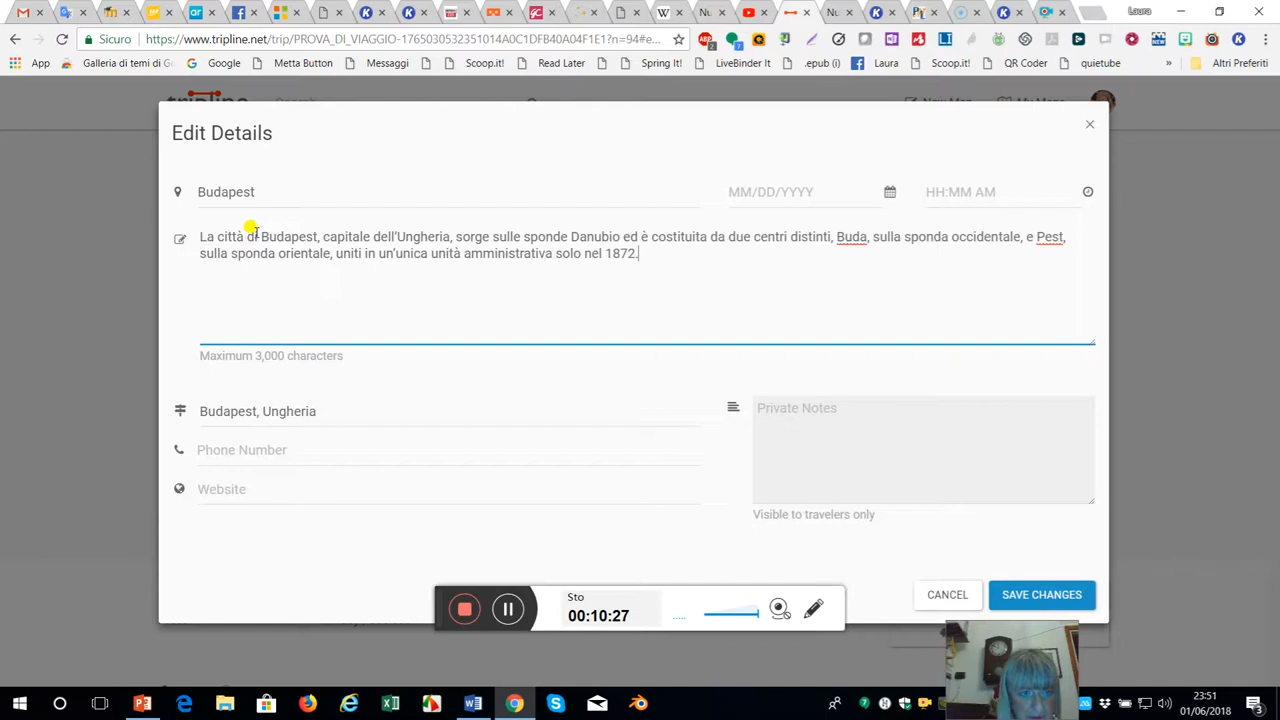 Laura
Sicuro
https://www.tripline.net/trip/PROVA_DI_VIAGGIO-1765030532351014A0C1DFB40A04F1E1?n=94#e...
App
Galleria di temi di Go
Google
Metta Button
Messaggi
Scoop.it!
Read Later
Spring It!
LiveBinder It
.epub (i)
Laura
Scoop.it!
QR Coder
quietube
»
Altri Preferiti
Edit Details
×
Budapest
MM/DD/YYYY
HH:MM AM
La città di Budapest, capitale dell'Ungheria, sorge sulle sponde Danubio ed è costituita da due centri distinti, Buda, sulla sponda occidentale, e Pest,
sulla sponda orientale, uniti in un'unica unità amministrativa solo nel 1872.
Maximum 3,000 characters
Budapest, Ungheria
Private Notes
Phone Number
Website
Visible to travelers only
CANCEL
SAVE CHANGES
Sto
00:10:27
23:51
01/06/2018